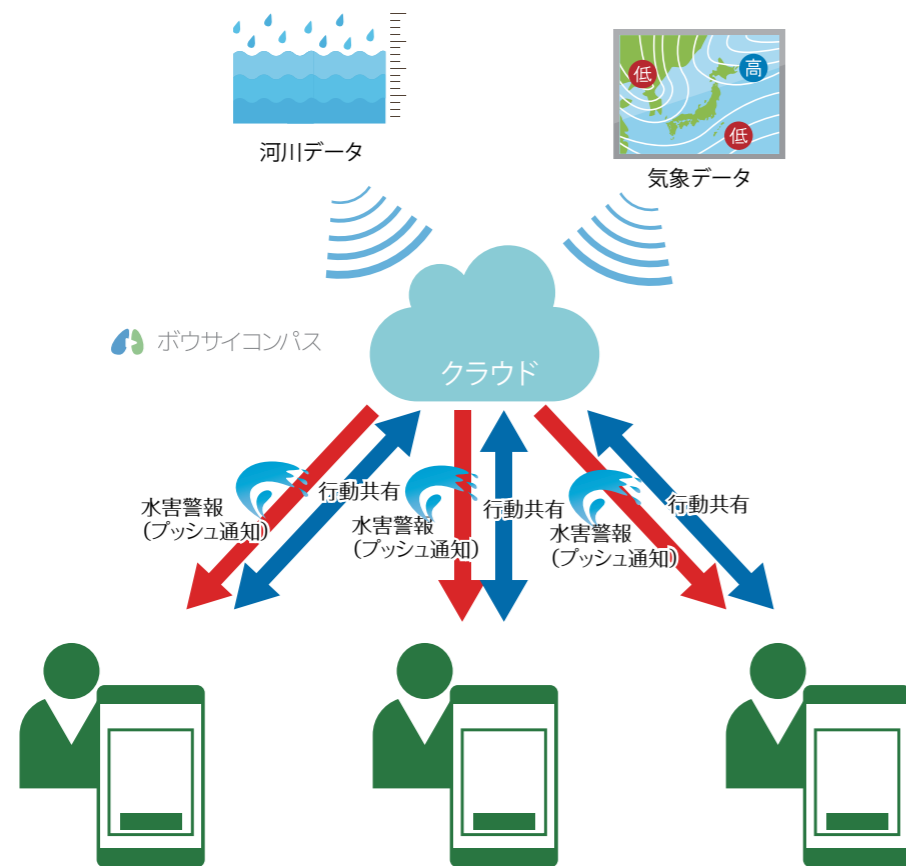 低
高
低
河川データ
気象データ
ボウサイコンパス
クラウド
水害警報
(プッシュ通知)
行動共有
水害警報
(プッシュ通知)
行動共有
水害警報
(プッシュ通知)
行動共有